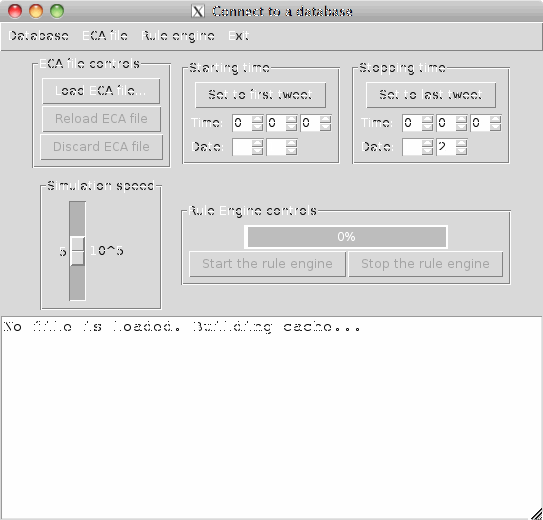 Connect to a database
Database ECA file Rule engine Exit
ECA file controls
Load ECA file...
Reload ECA file
Discard ECA file
Starting time
Set to first tweet
Time: 0 0 0
Date:
Stopping time
Set to last tweet
Time: 0 0 0
Date: 2
Simulation speed
5 10^5
Rule Engine controls
0%
Start the rule engine Stop the rule engine
No file is loaded. Building cache...